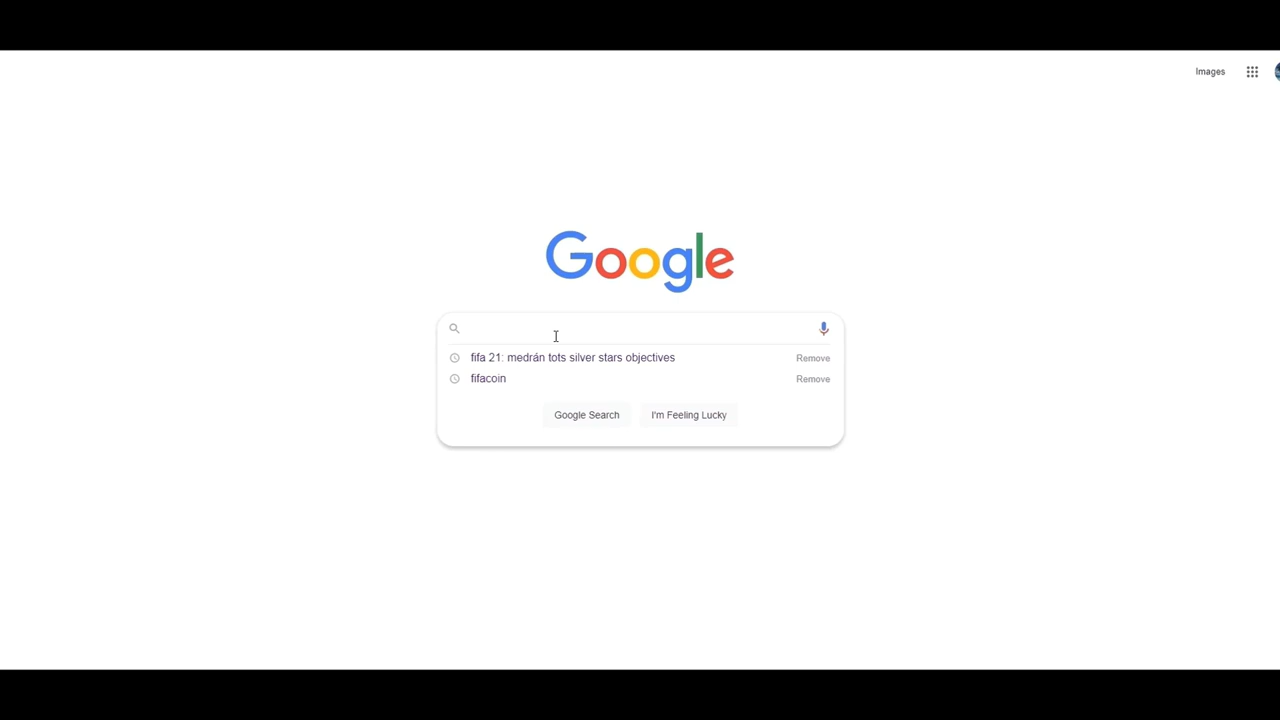 Images
Google
fifa 21: medrán tots silver stars objectives
Remove
fifacoin
Remove
Google Search
I'm Feeling Lucky